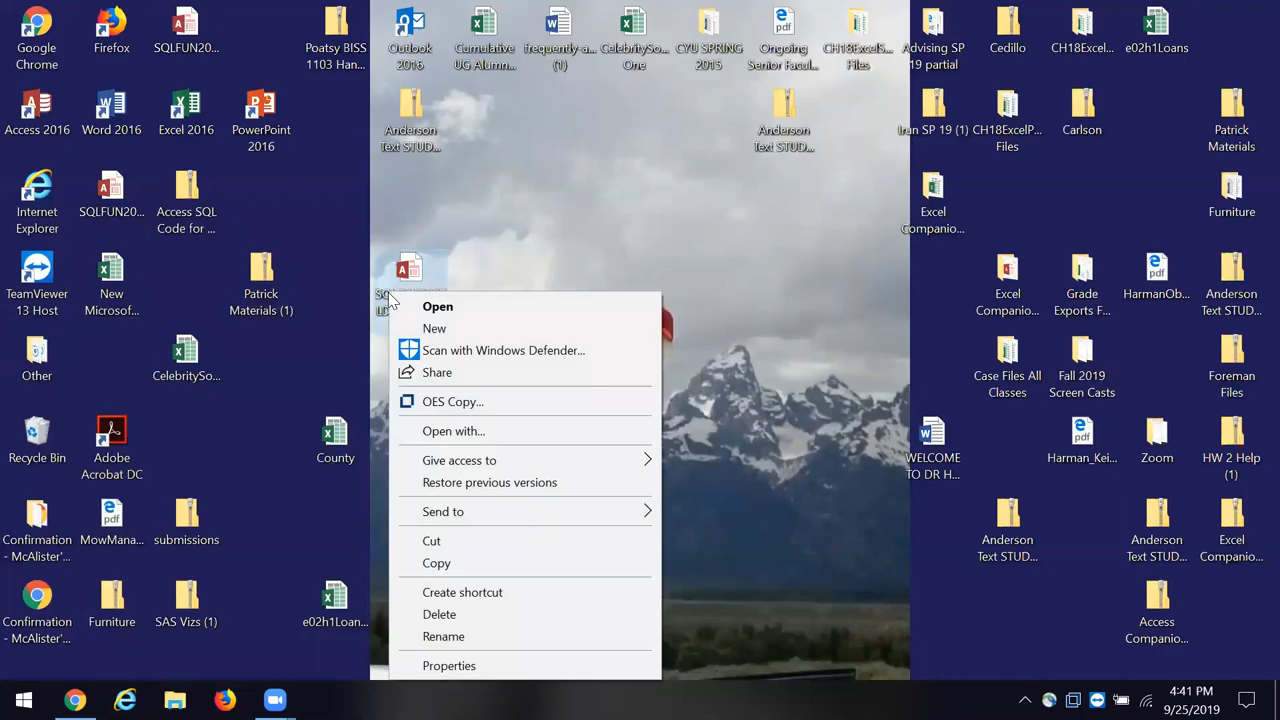 Google
Chrome
Firefox
SQLFUN20...
Poatsy BISS
1103 Han...
Outlook
2016
Cumulative
UG Alumn...
frequently-a...
(1)
CelebritySo...
One
CYU SPRING
2015
Ongoing
Senior Facul...
CH18ExcelS...
Files
Advising SP
19 partial
Cedillo
CH18Excel...
e02h1Loans
Access 2016
Word 2016
Excel 2016
PowerPoint
2016
Anderson
Text STUD...
Anderson
Text STUD...
Iran SP 19 (1)
CH18ExcelP...
Files
Carlson
Patrick
Materials
Internet
Explorer
SQLFUN20...
Access SQL
Code for ...
Excel
Companio...
Furniture
TeamViewer
13 Host
New
Microsof...
Patrick
Materials (1)
Excel
Companio...
Grade
Exports F...
HarmanOb...
Anderson
Text STUD...
Other
CelebritySo...
Case Files All
Classes
Fall 2019
Screen Casts
Foreman
Files
Recycle Bin
Adobe
Acrobat DC
County
WELCOME
TO DR H...
Harman_Kei...
Zoom
HW 2 Help
(1)
Confirmation
- McAlister'...
MowMana...
submissions
Anderson
Text STUD...
Anderson
Text STUD...
Excel
Companio...
Confirmation
- McAlister'...
Furniture
SAS Vizs (1)
e02h1Loan...
Access
Companio...
Open
New
Scan with Windows Defender...
Share
OES Copy...
Open with...
Give access to
Restore previous versions
Send to
Cut
Copy
Create shortcut
Delete
Rename
Properties
4:41 PM
9/25/2019